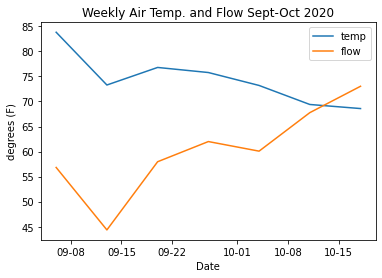 Weekly Air Temp. and Flow Sept-Oct 2020
temp
flow
degrees (F)
85
80
75
70
65
60
55
50
45
09-08 09-15 09-22 10-01 10-08 10-15
Date